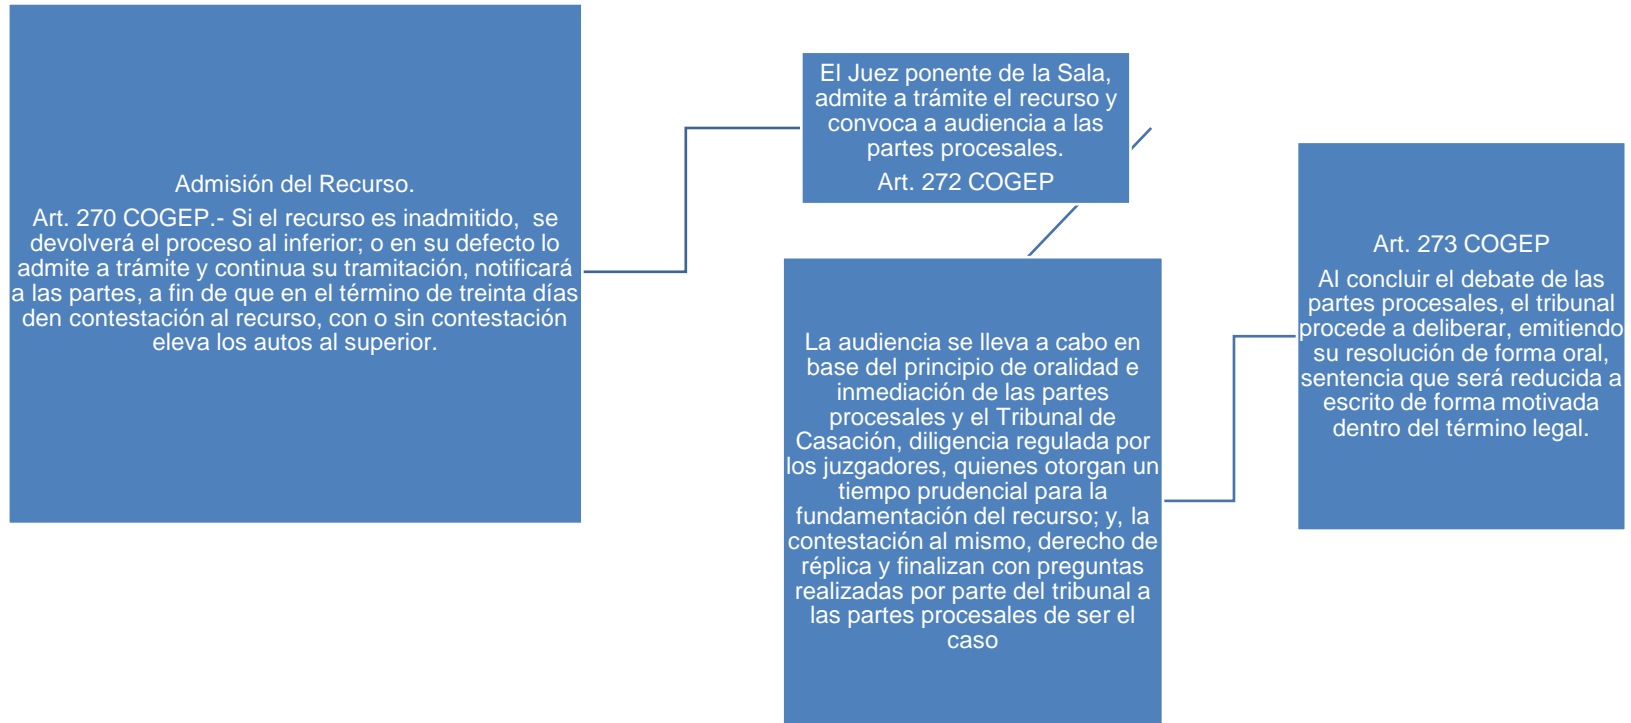 Admisión del Recurso.
Art. 270 COGEP.- Si el recurso es inadmitido, se
devolverá el proceso al inferior; o en su defecto lo
admite a trámite y continua su tramitación, notificará
a las partes, a fin de que en el término de treinta días
den contestación al recurso, con o sin contestación
eleva los autos al superior.
El Juez ponente de la Sala,
admite a trámite el recurso y
convoca a audiencia a las
partes procesales.
Art. 272 COGEP
La audiencia se lleva a cabo en
base del principio de oralidad e
inmediación de las partes
procesales y el Tribunal de
Casación, diligencia regulada por
los juzgadores, quienes otorgan un
tiempo prudencial para la
fundamentación del recurso; y, la
contestación al mismo, derecho de
réplica y finalizan con preguntas
realizadas por parte del tribunal a
las partes procesales de ser el
caso
Art. 273 COGEP
Al concluir el debate de las
partes procesales, el tribunal
procede a deliberar, emitiendo
su resolución de forma oral,
sentencia que será reducida a
escrito de forma motivada
dentro del término legal.